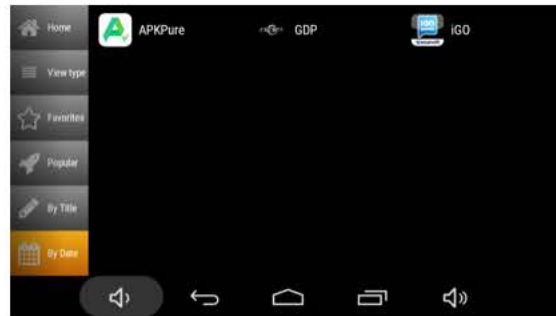 Home
APKPure
GDP
iGO
View type
Favorites
Popular
By Title
By Date